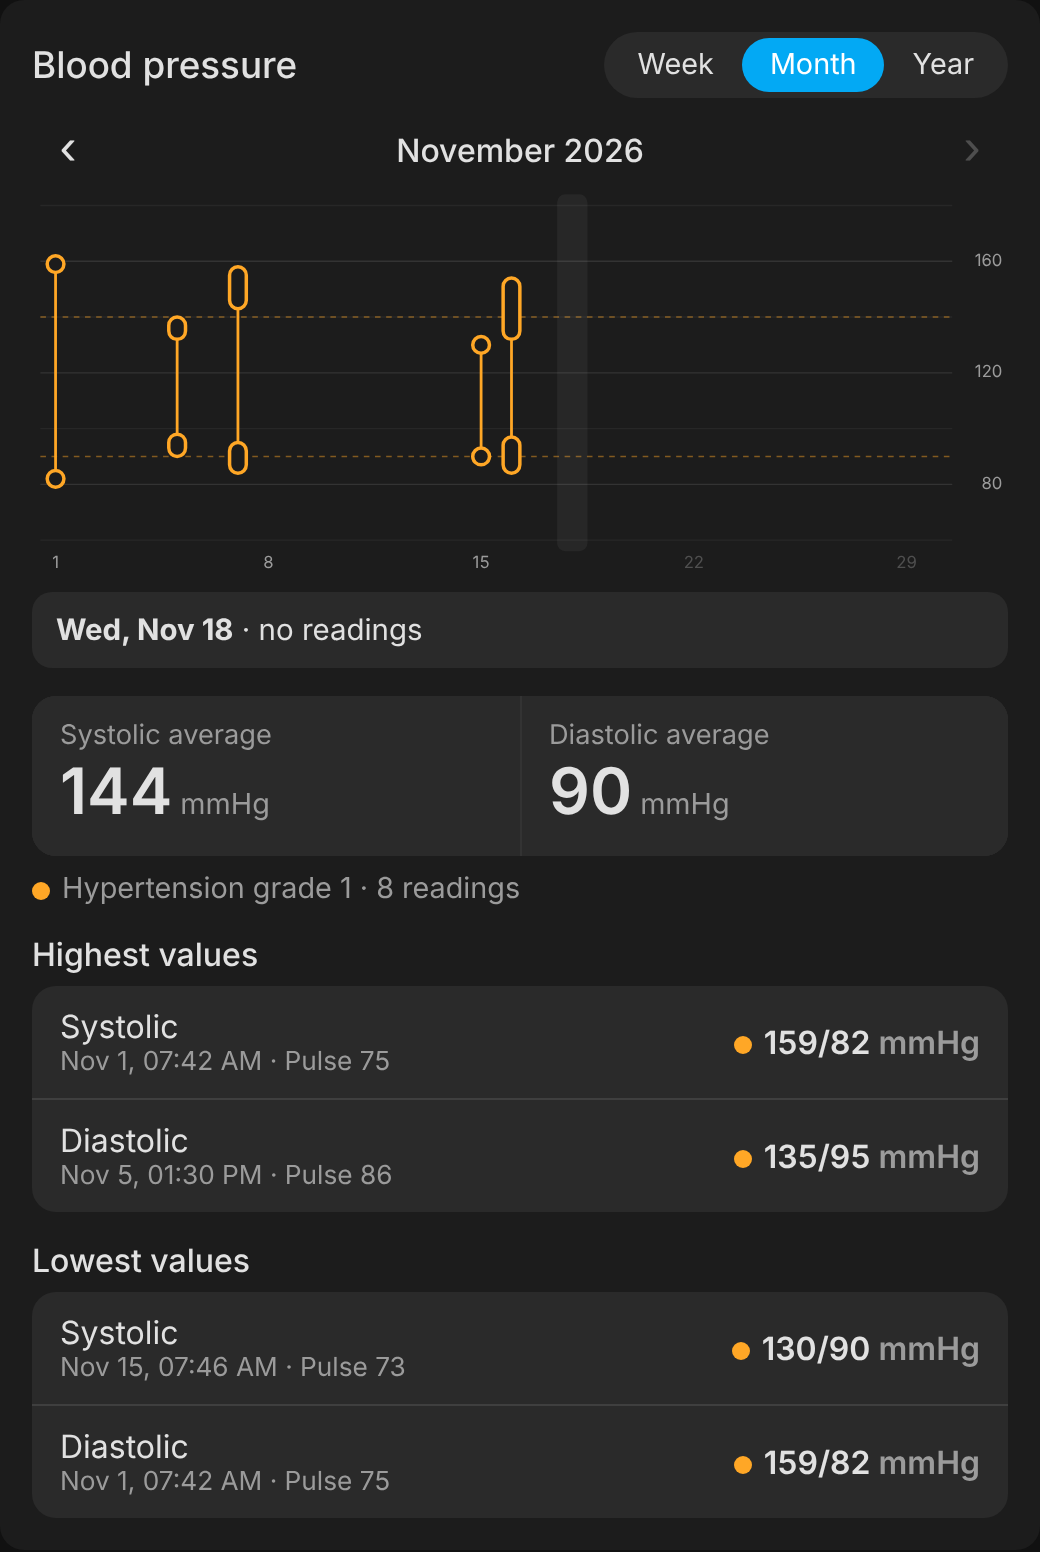 Blood pressure
Week Month Year
November 2026
160
120
80
1 8 15 22 29
Wed, Nov 18 · no readings
Systolic average Diastolic average
144 mmHg 90 mmHg
Hypertension grade 1 · 8 readings
Highest values
Systolic
Nov 1, 07:42 AM · Pulse 75
159/82 mmHg
Diastolic
Nov 5, 01:30 PM · Pulse 86
135/95 mmHg
Lowest values
Systolic
Nov 15, 07:46 AM · Pulse 73
130/90 mmHg
Diastolic
Nov 1, 07:42 AM · Pulse 75
159/82 mmHg